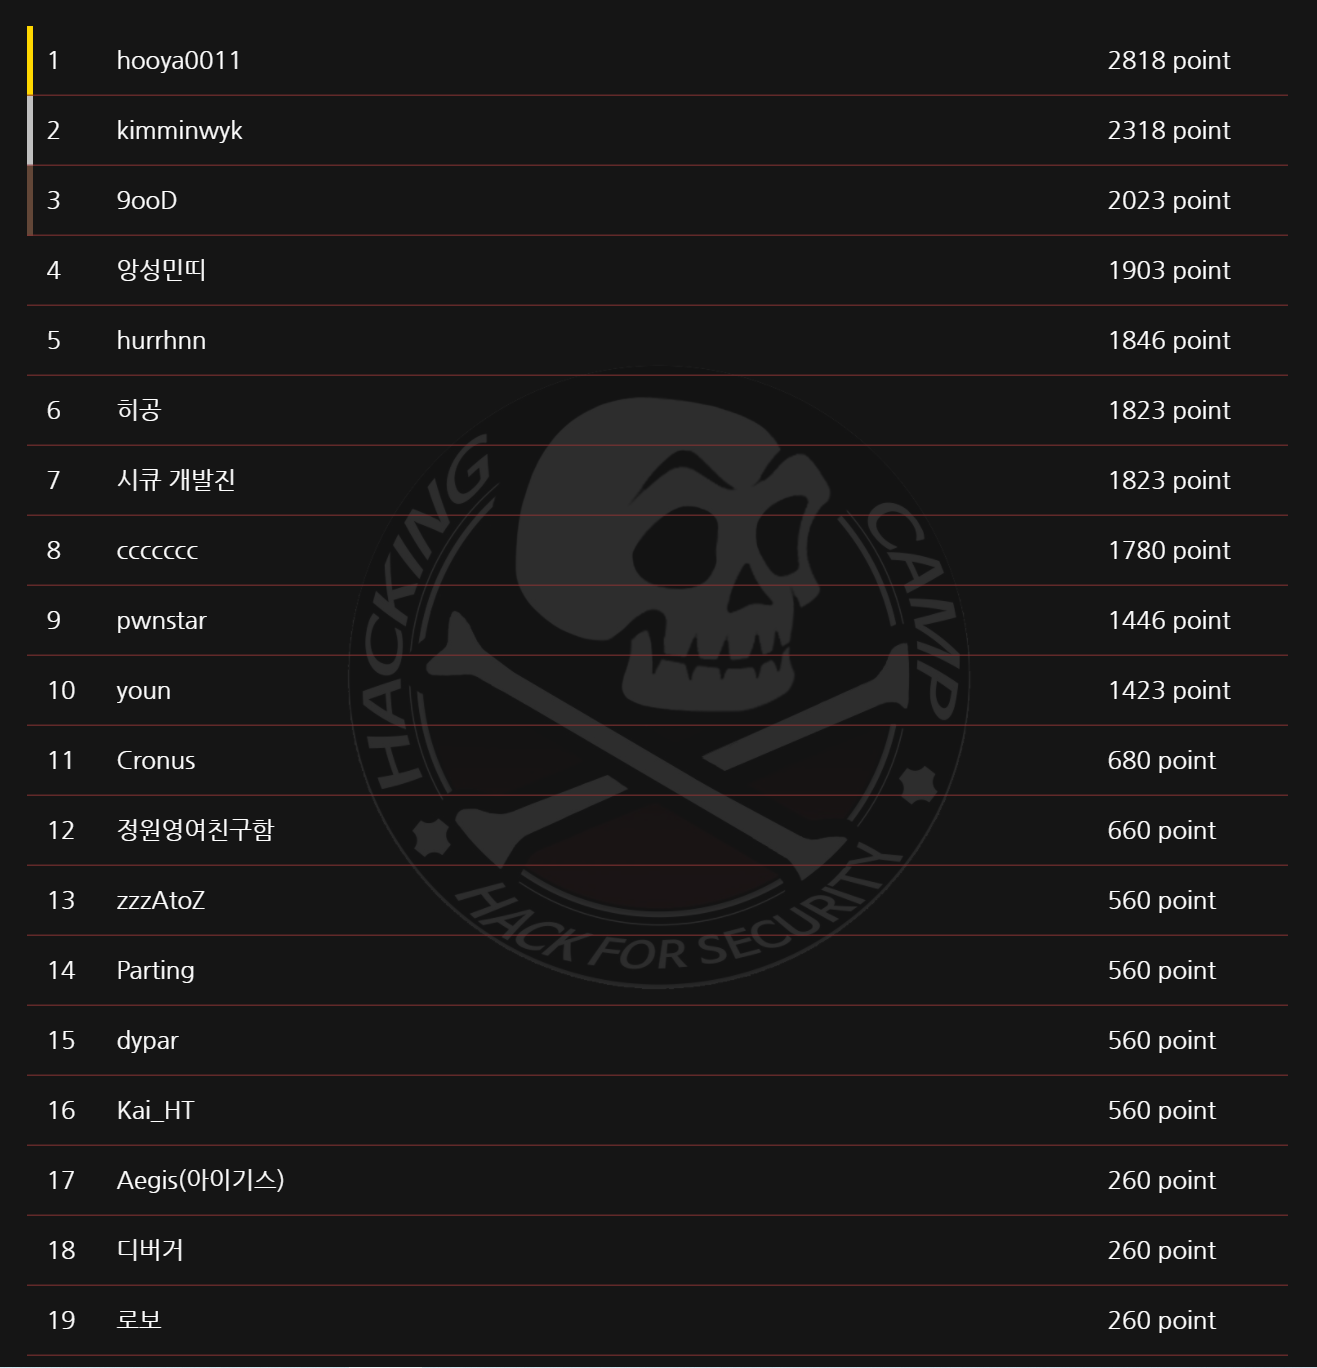 1 hooya0011 2818 point
2 kimminwyk 2318 point
3 9ooD 2023 point
4 앙성민띠 1903 point
5 hurrhnn 1846 point
6 히공 1823 point
7 시큐 개발진 1823 point
8 ccccccc 1780 point
9 pwnstar 1446 point
10 youn 1423 point
11 Cronus 680 point
12 정원영여친구함 660 point
13 zzzAtoZ 560 point
14 Parting 560 point
15 dypar 560 point
16 Kai_HT 560 point
17 Aegis(아이기스) 260 point
18 디버거 260 point
19 로보 260 point
HACKING CAMP
HACK FOR SECURITY